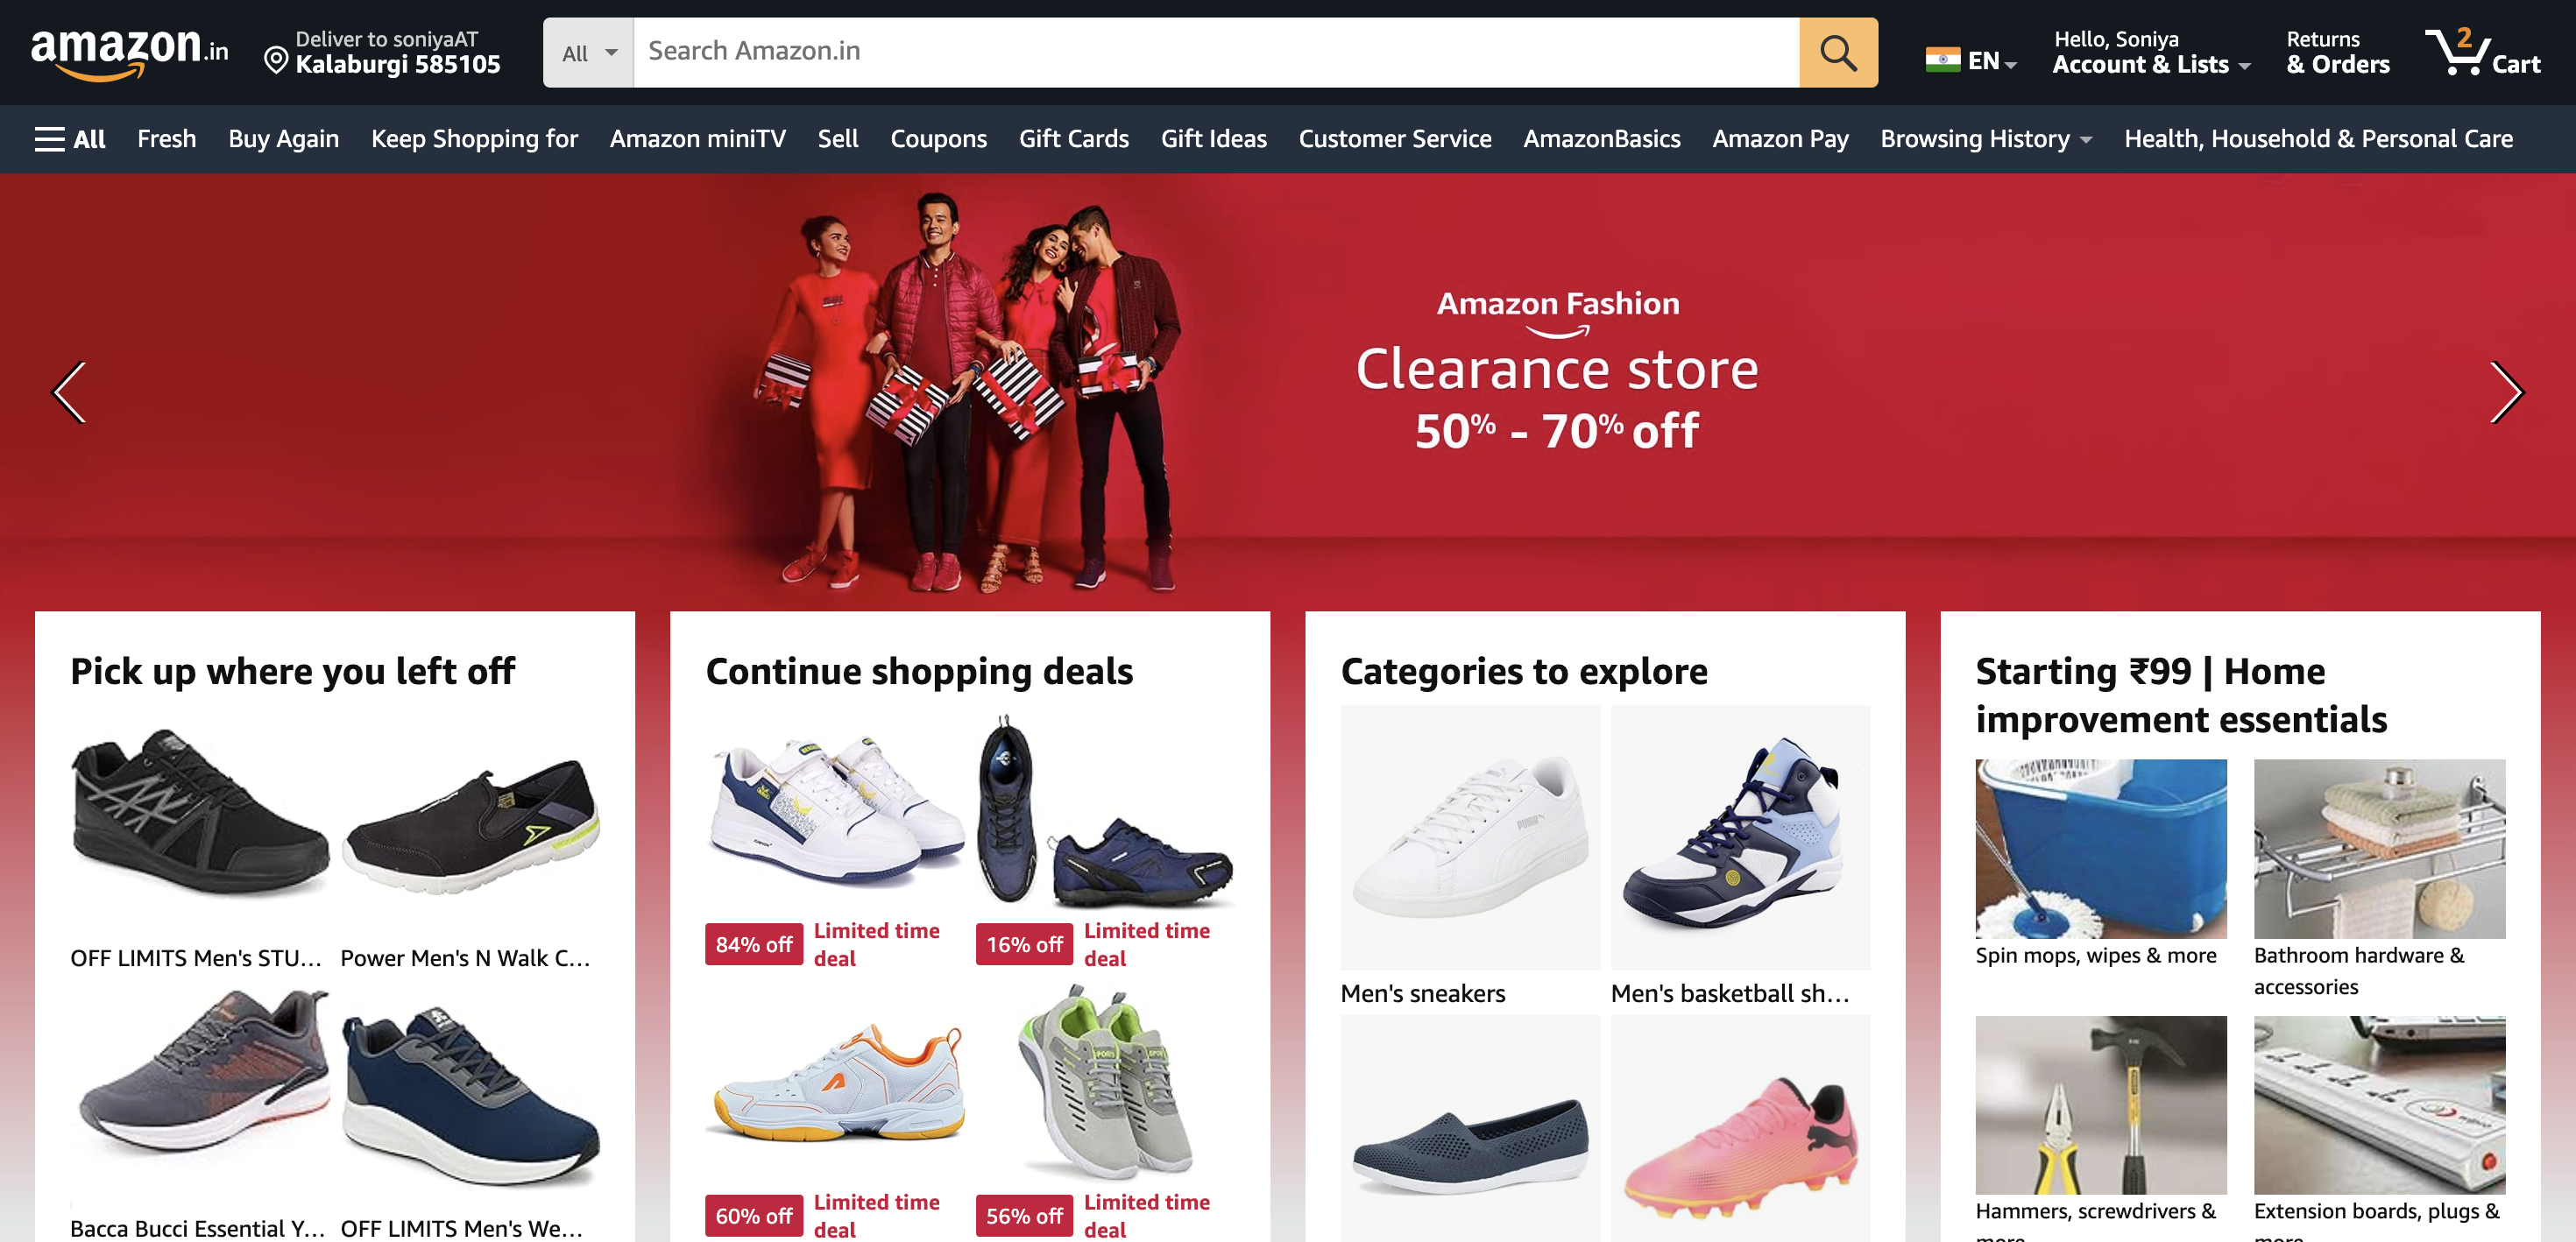 amazon.in
Deliver to soniyaAT
Kalaburgi 585105
All
Search Amazon.in
EN
Hello, Soniya
Account & Lists
Returns
& Orders
2
Cart
All
Fresh
Buy Again
Keep Shopping for
Amazon miniTV
Sell
Coupons
Gift Cards
Gift Ideas
Customer Service
AmazonBasics
Amazon Pay
Browsing History
Health, Household & Personal Care
Amazon Fashion
Clearance store
50% - 70% off
Pick up where you left off
OFF LIMITS Men's STU...
Power Men's N Walk C...
Bacca Bucci Essential Y...
OFF LIMITS Men's We...
Continue shopping deals
84% off
Limited time
deal
16% off
Limited time
deal
SPORT
SPORT
60% off
Limited time
deal
56% off
Limited time
deal
Categories to explore
PUMA
Men's sneakers
Men's basketball sh...
Starting ₹99 | Home
improvement essentials
Spin mops, wipes & more
Bathroom hardware &
accessories
Hammers, screwdrivers &
more
Extension boards, plugs &
more